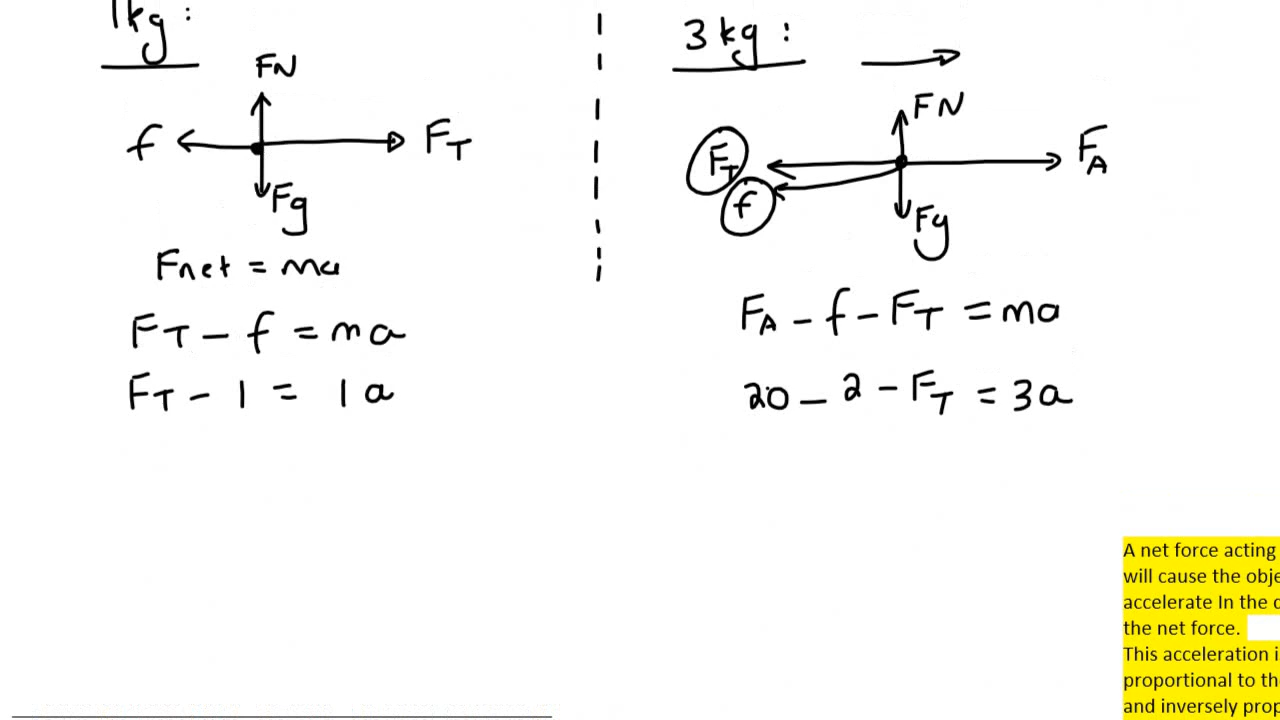 1kg:
FN
f
FT
Fg
Fnet = ma
FT - f = ma
FT - 1 = 1a
3kg:
FN
FA
FT
f
Fg
FA - f - FT = ma
20 - 2 - FT = 3a
A net force acting
will cause the obje
accelerate In the d
the net force.
This acceleration i
proportional to th
and inversely prop